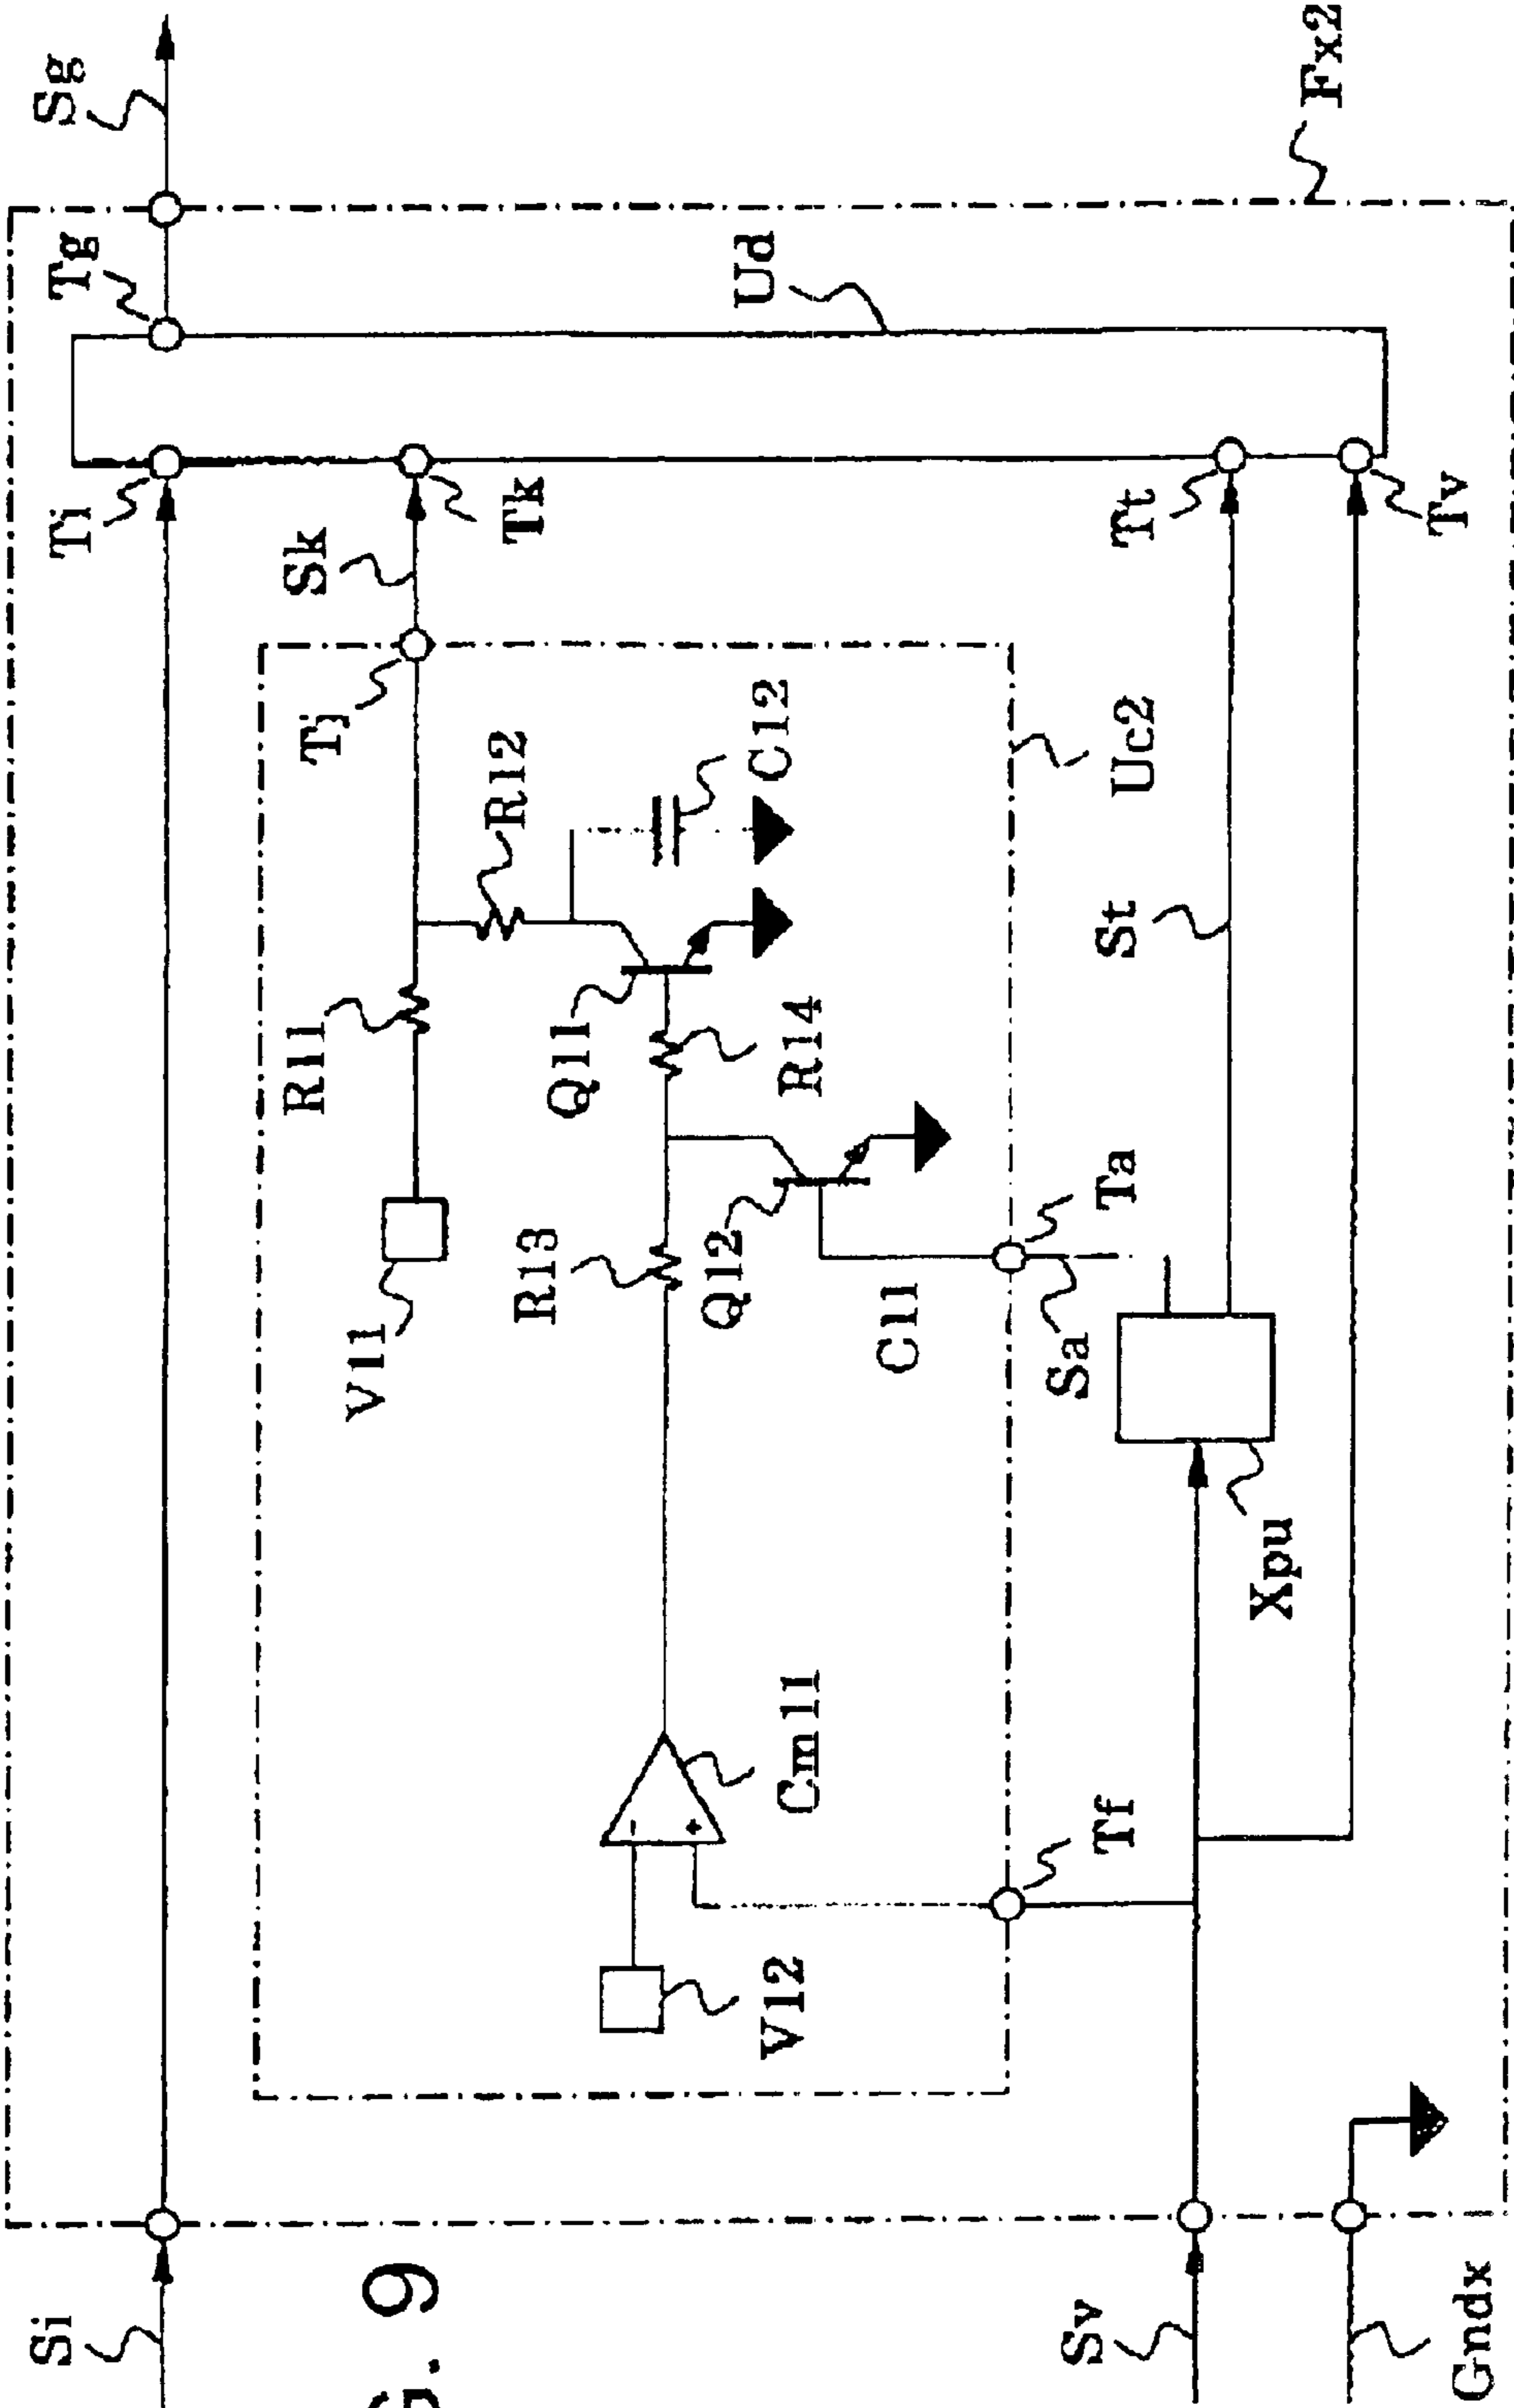 Si
Sg
Ti
Tg
Sk
Tk
Tj
R11
V11
R12
C12
Q11
R14
R13
Q12
C11
Ud
V12
Cm11
Tf
Ta
Sa
Uc2
St
Tt
Tv
Xpu
Sv
Gndx
Fx2
G. 9
-
+